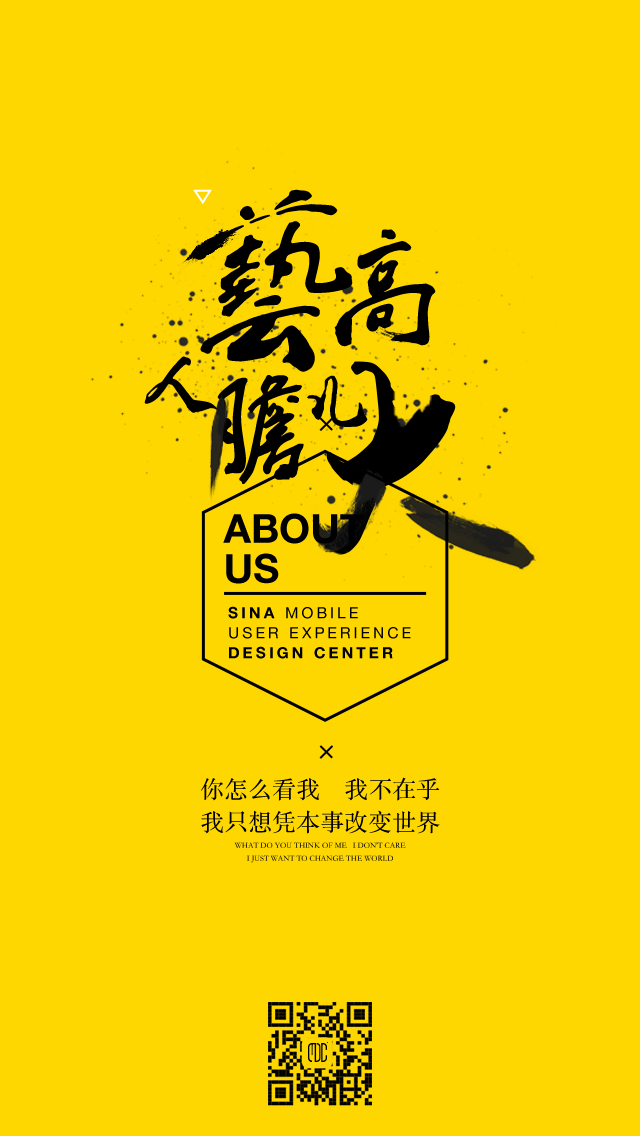 藝高
人膽大
ABOUT
US
SINA MOBILE
USER EXPERIENCE
DESIGN CENTER
你怎么看我 我不在乎
我只想凭本事改变世界
WHAT DO YOU THINK OF ME I DON'T CARE
I JUST WANT TO CHANGE THE WORLD